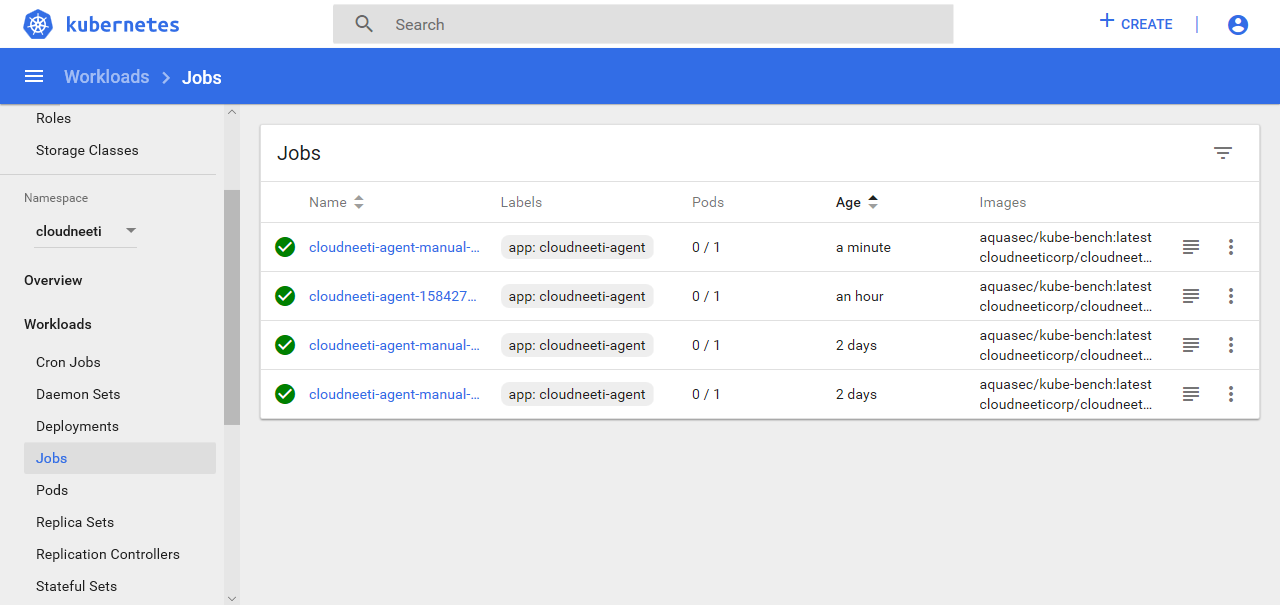 kubernetes
Search
CREATE
Workloads > Jobs
Roles
Storage Classes
Namespace
cloudneeti
Overview
Workloads
Cron Jobs
Daemon Sets
Deployments
Jobs
Pods
Replica Sets
Replication Controllers
Stateful Sets
Jobs
Name Labels Pods Age Images
cloudneeti-agent-manual-... app: cloudneeti-agent 0 / 1 a minute aquasec/kube-bench:latest
cloudneeticorp/cloudneet...
cloudneeti-agent-158427... app: cloudneeti-agent 0 / 1 an hour aquasec/kube-bench:latest
cloudneeticorp/cloudneet...
cloudneeti-agent-manual-... app: cloudneeti-agent 0 / 1 2 days aquasec/kube-bench:latest
cloudneeticorp/cloudneet...
cloudneeti-agent-manual-... app: cloudneeti-agent 0 / 1 2 days aquasec/kube-bench:latest
cloudneeticorp/cloudneet...